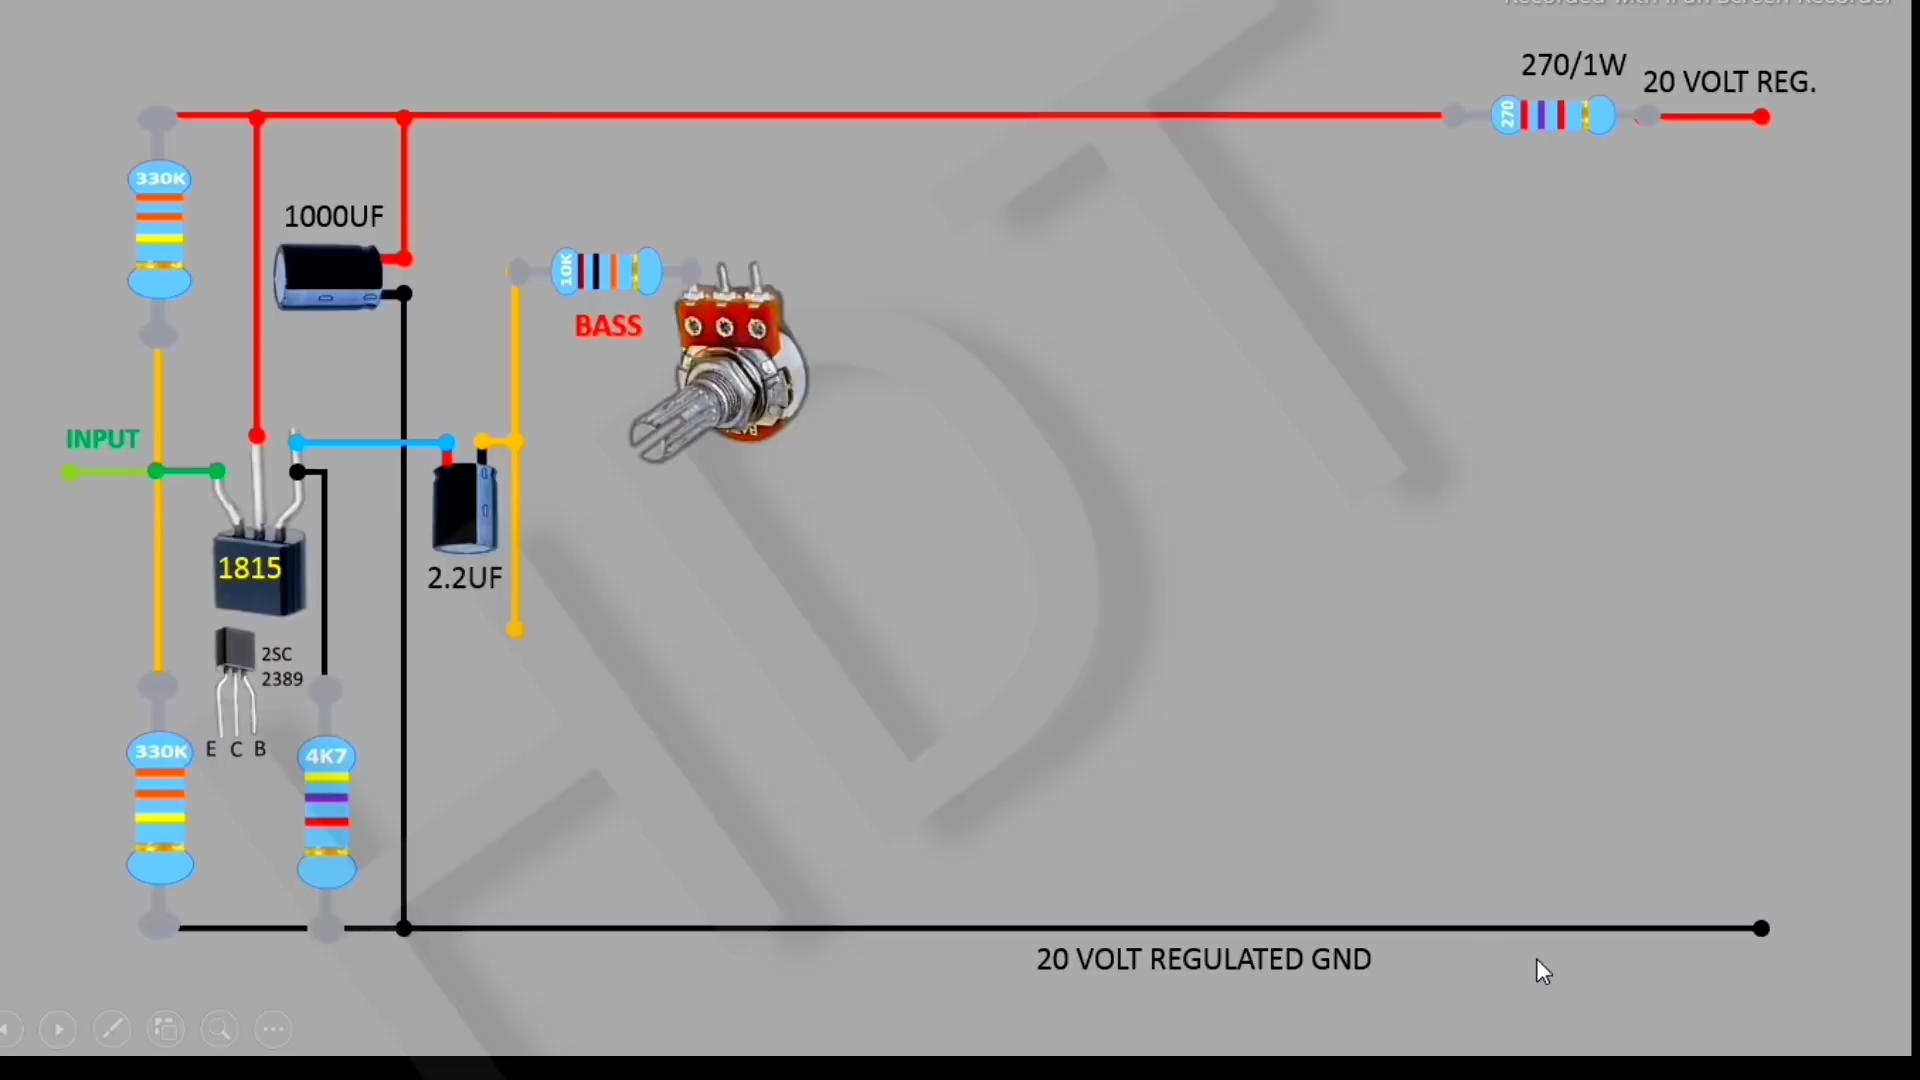 270/1W
20 VOLT REG.
270
330K
1000UF
10K
BASS
INPUT
1815
2.2UF
2SC
2389
330K
E C B
4K7
20 VOLT REGULATED GND